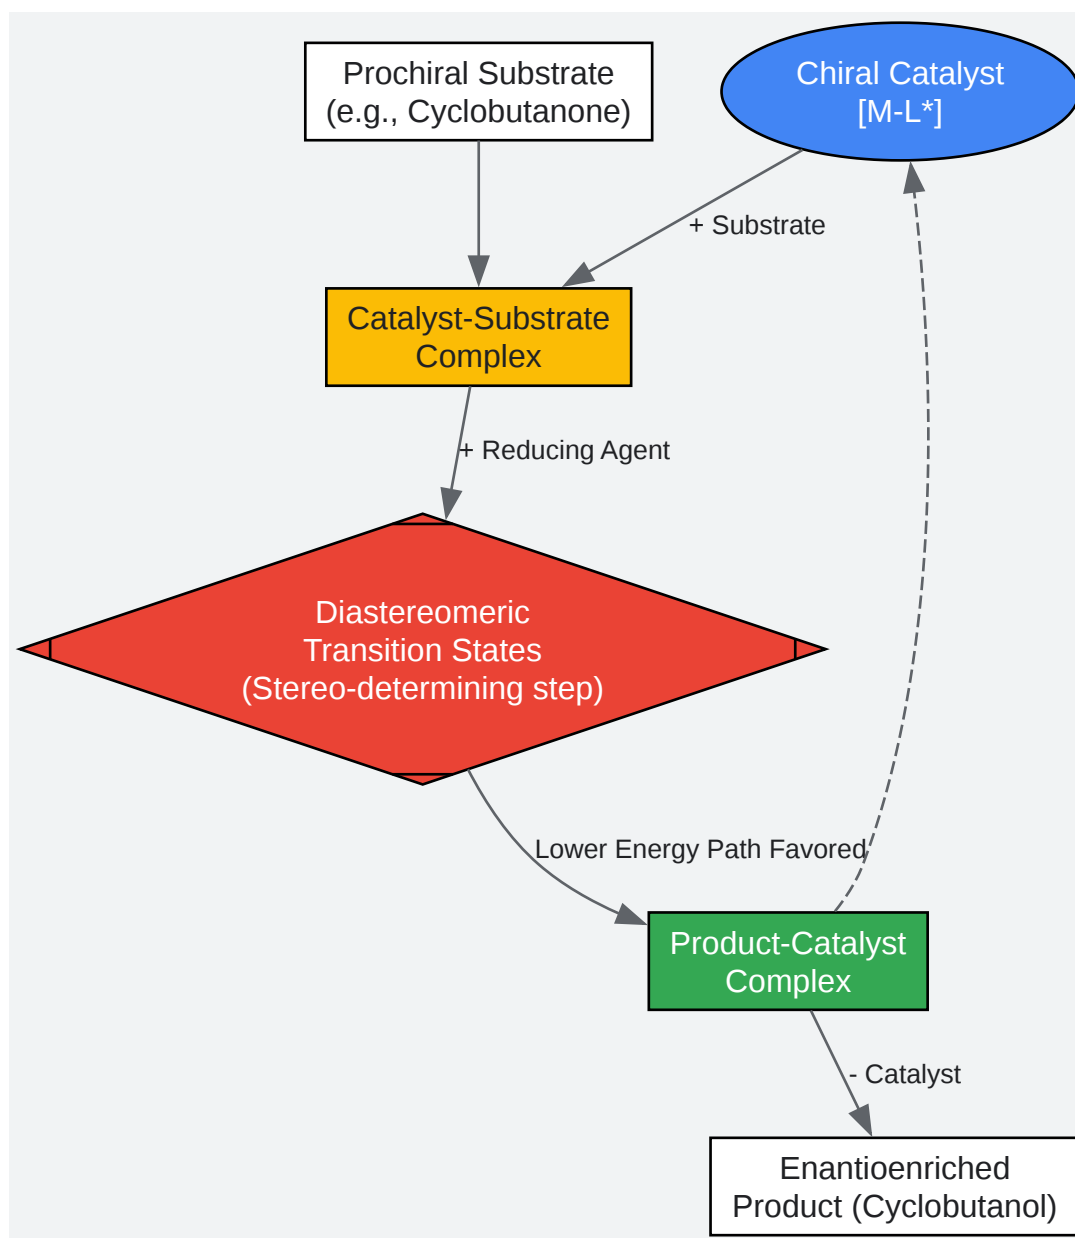 Prochiral Substrate
(e.g., Cyclobutanone)
Chiral Catalyst
[M-L*]
+ Substrate
Catalyst-Substrate
Complex
+ Reducing Agent
Diastereomeric
Transition States
(Stereo-determining step)
Lower Energy Path Favored
Product-Catalyst
Complex
- Catalyst
Enantioenriched
Product (Cyclobutanol)